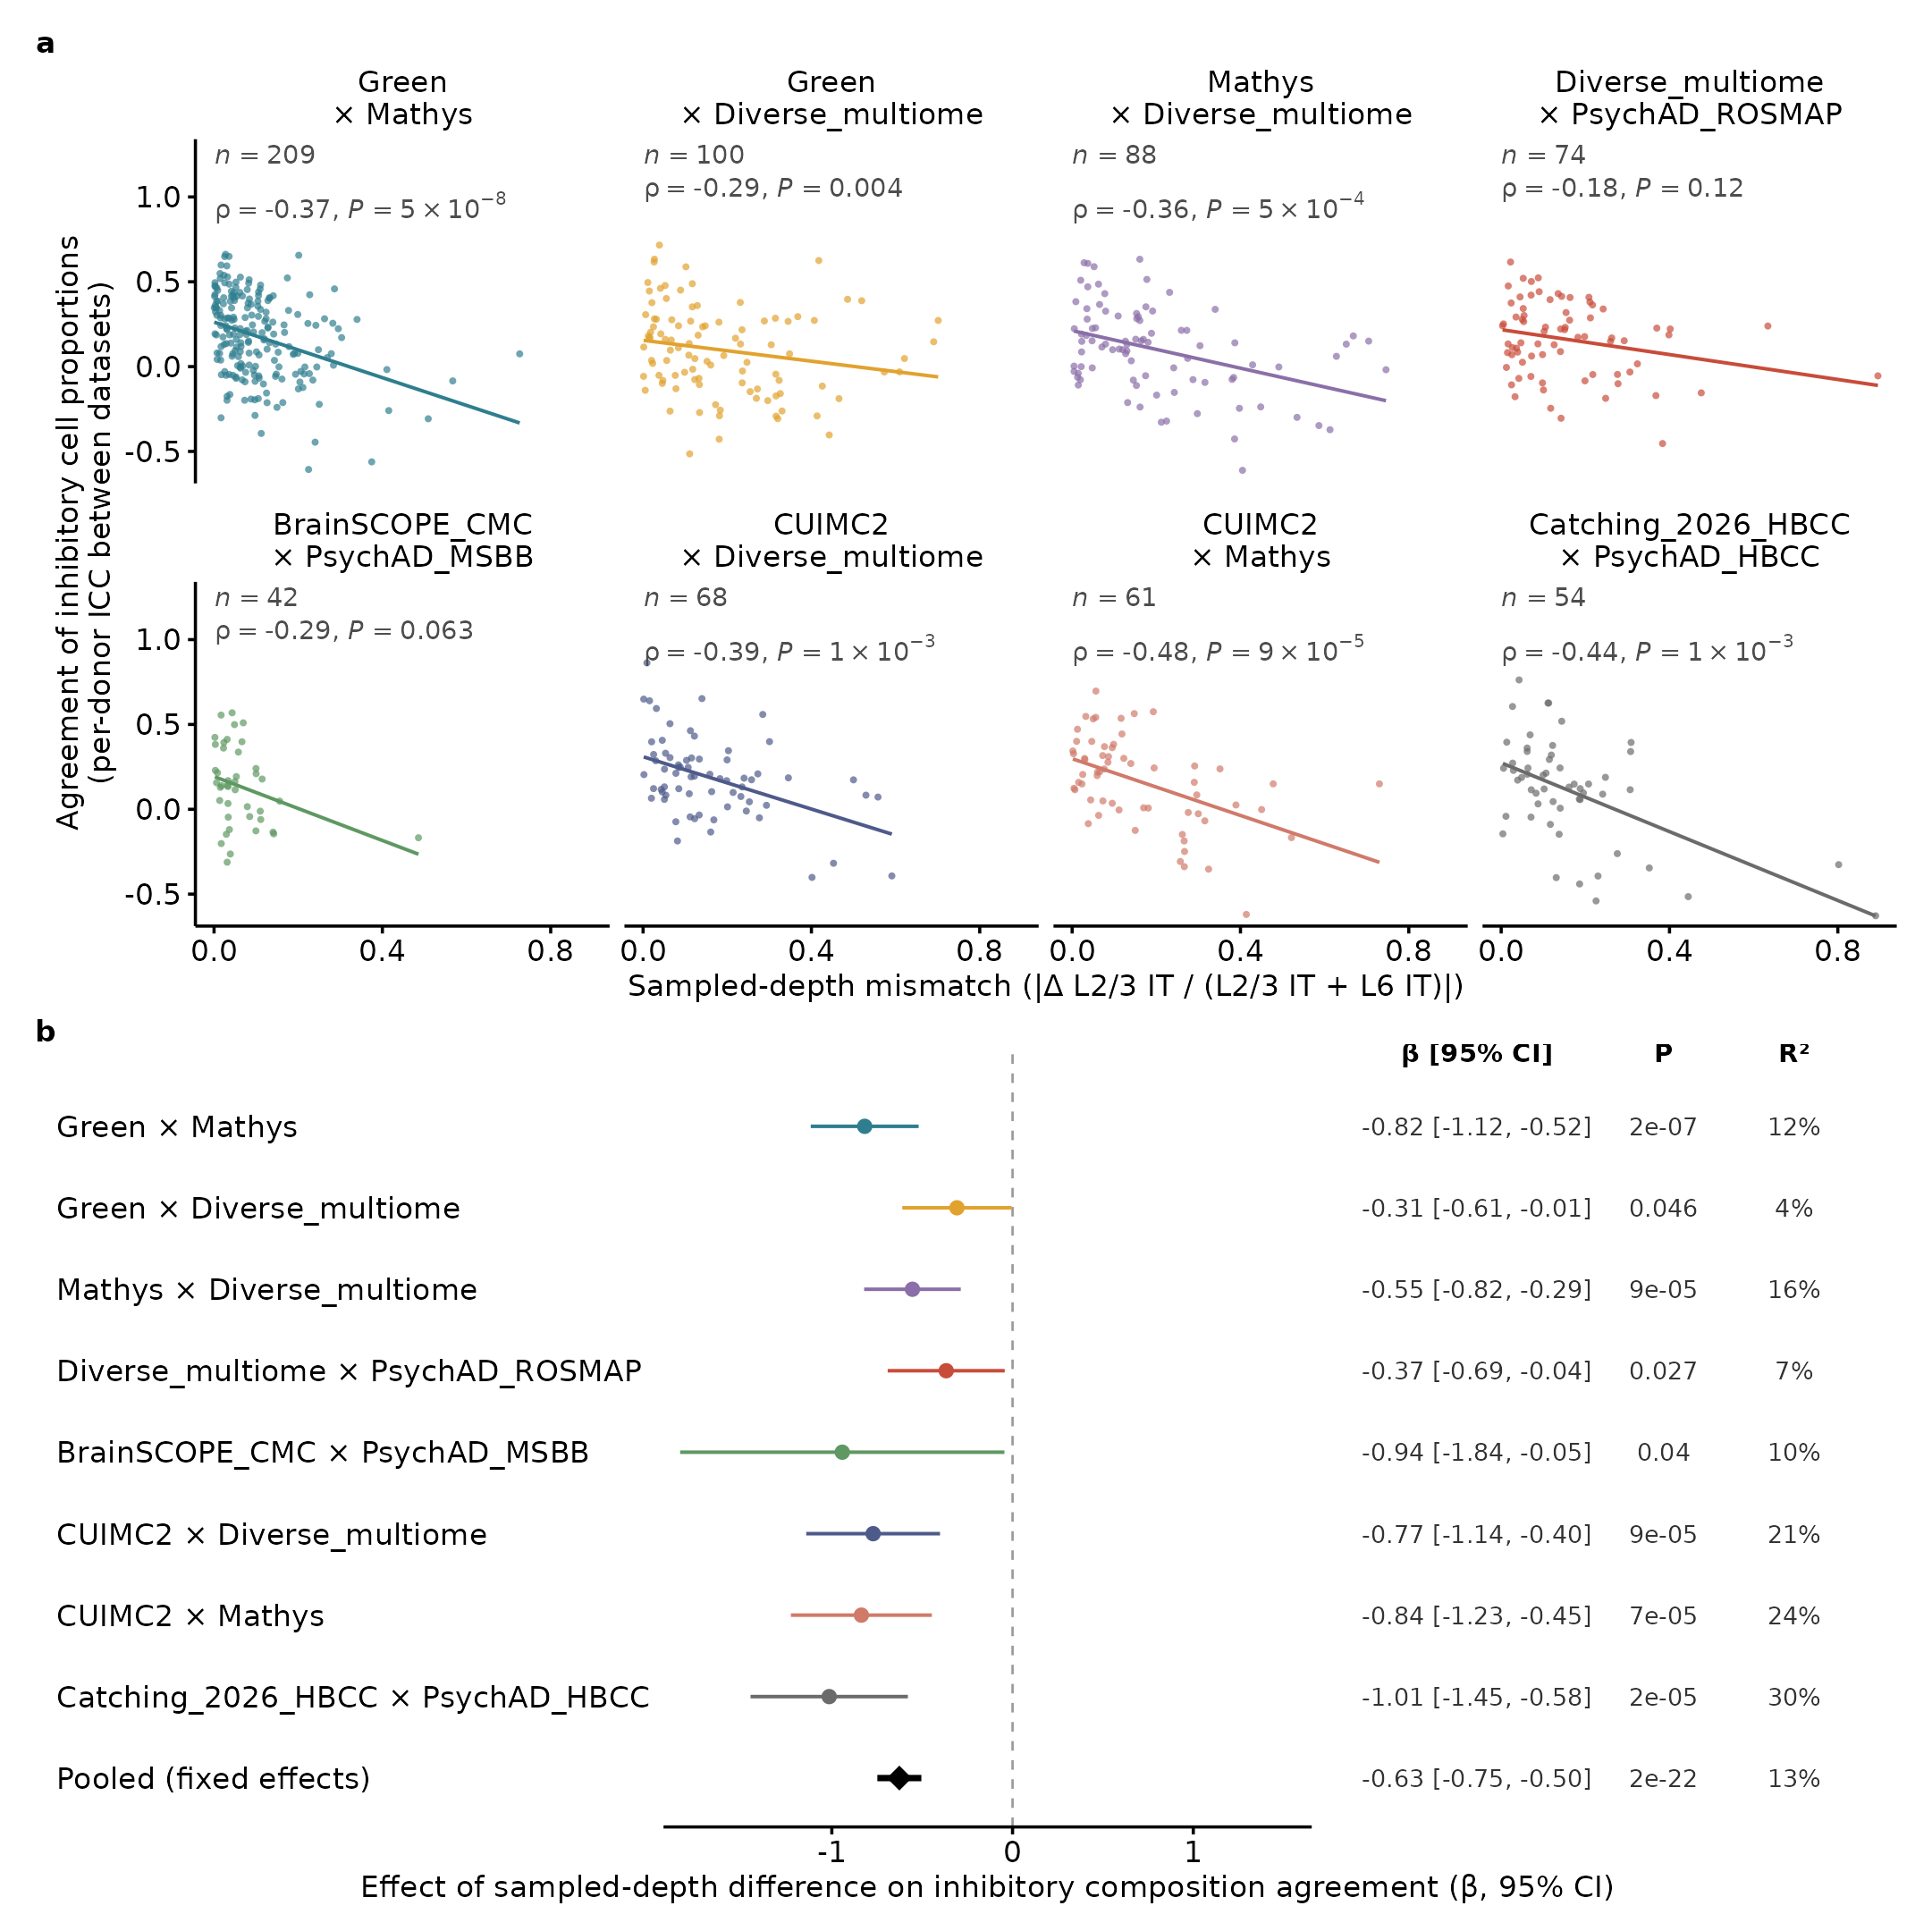 a
Green
× Mathys
Green
× Diverse_multiome
Mathys
× Diverse_multiome
Diverse_multiome
× PsychAD_ROSMAP
n = 209
ρ = -0.37, P = 5 × 10⁻⁸
n = 100
ρ = -0.29, P = 0.004
n = 88
ρ = -0.36, P = 5 × 10⁻⁴
n = 74
ρ = -0.18, P = 0.12
1.0
0.5
0.0
-0.5
Agreement of inhibitory cell proportions
(per-donor ICC between datasets)
BrainSCOPE_CMC
× PsychAD_MSBB
CUIMC2
× Diverse_multiome
CUIMC2
× Mathys
Catching_2026_HBCC
× PsychAD_HBCC
n = 42
ρ = -0.29, P = 0.063
n = 68
ρ = -0.39, P = 1 × 10⁻³
n = 61
ρ = -0.48, P = 9 × 10⁻⁵
n = 54
ρ = -0.44, P = 1 × 10⁻³
1.0
0.5
0.0
-0.5
0.0 0.4 0.8
0.0 0.4 0.8
0.0 0.4 0.8
0.0 0.4 0.8
Sampled-depth mismatch (|Δ L2/3 IT / (L2/3 IT + L6 IT)|)
b
β [95% CI] P R²
Green × Mathys -0.82 [-1.12, -0.52] 2e-07 12%
Green × Diverse_multiome -0.31 [-0.61, -0.01] 0.046 4%
Mathys × Diverse_multiome -0.55 [-0.82, -0.29] 9e-05 16%
Diverse_multiome × PsychAD_ROSMAP -0.37 [-0.69, -0.04] 0.027 7%
BrainSCOPE_CMC × PsychAD_MSBB -0.94 [-1.84, -0.05] 0.04 10%
CUIMC2 × Diverse_multiome -0.77 [-1.14, -0.40] 9e-05 21%
CUIMC2 × Mathys -0.84 [-1.23, -0.45] 7e-05 24%
Catching_2026_HBCC × PsychAD_HBCC -1.01 [-1.45, -0.58] 2e-05 30%
Pooled (fixed effects) -0.63 [-0.75, -0.50] 2e-22 13%
-1 0 1
Effect of sampled-depth difference on inhibitory composition agreement (β, 95% CI)